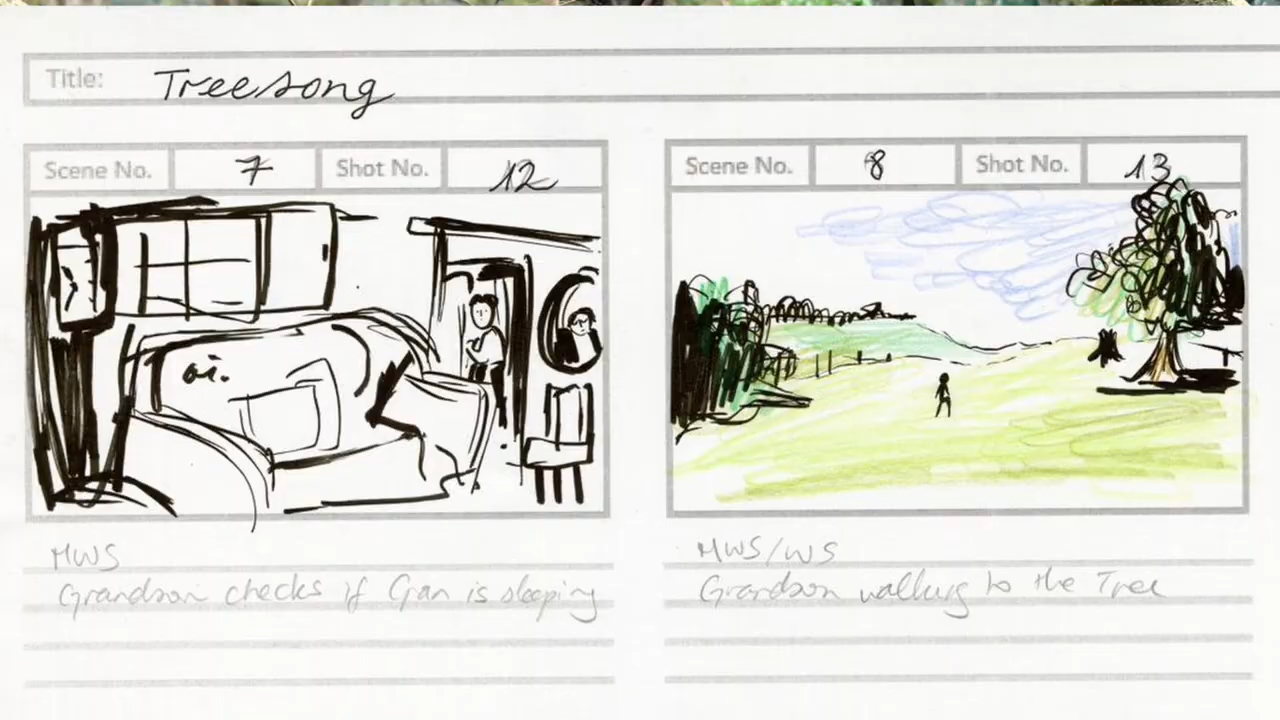 Title: Treesong
Scene No. 7 Shot No. 12
oi.
MWS
Grandson checks if Gran is sleeping
Scene No. 8 Shot No. 13
MWS/WS
Grandson walking to the Tree